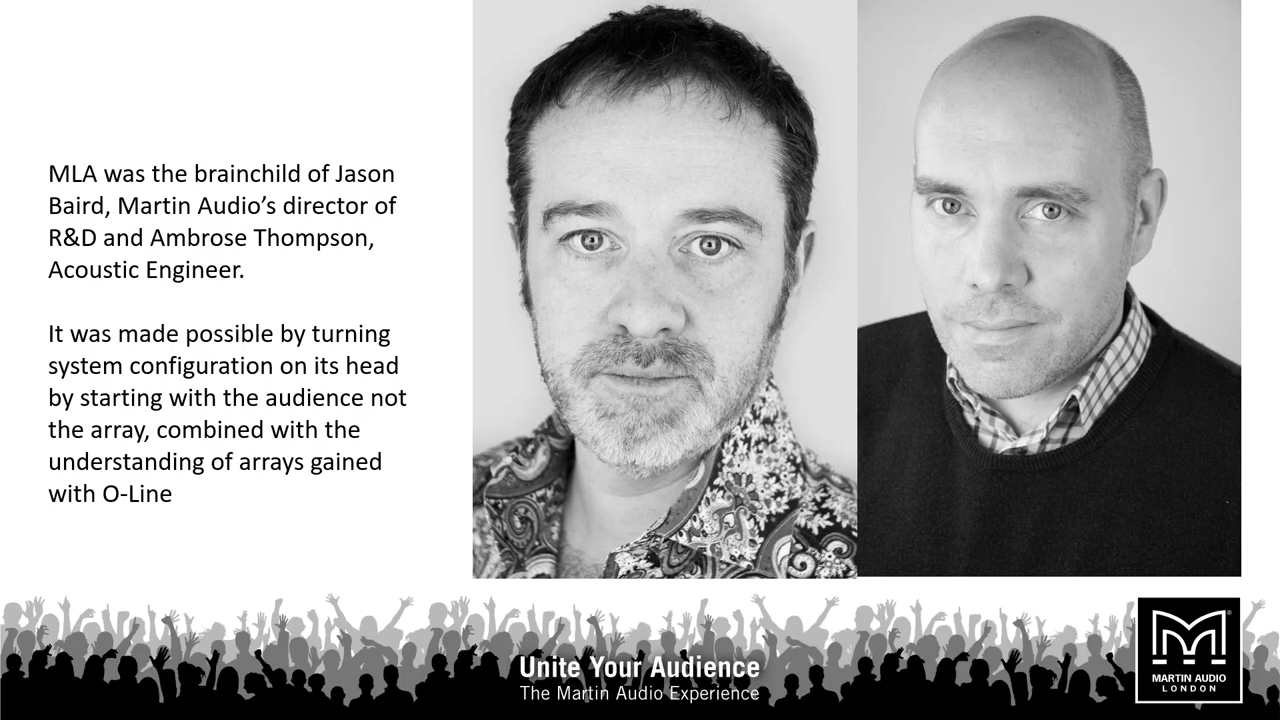 MLA was the brainchild of Jason
Baird, Martin Audio’s director of
R&D and Ambrose Thompson,
Acoustic Engineer.
It was made possible by turning
system configuration on its head
by starting with the audience not
the array, combined with the
understanding of arrays gained
with O-Line
Unite Your Audience
The Martin Audio Experience
®
MARTIN AUDIO
LONDON